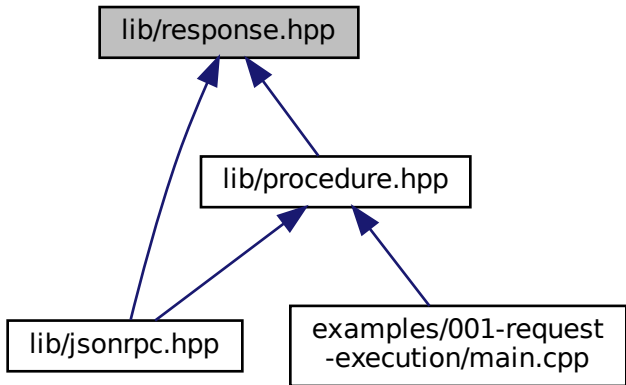 lib/response.hpp
lib/procedure.hpp
lib/jsonrpc.hpp
examples/001-request
-execution/main.cpp